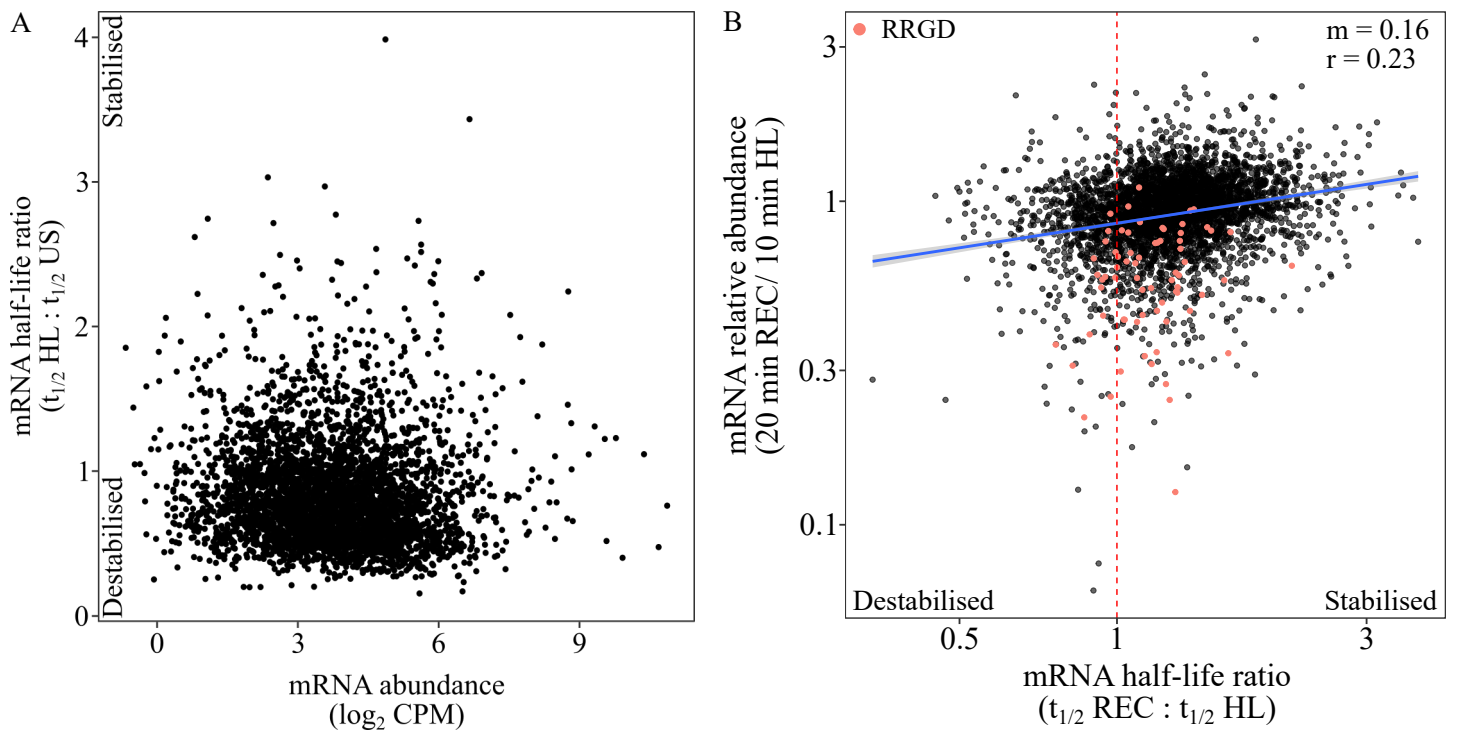 A
Stabilised
Destabilised
mRNA half-life ratio
(t1/2 HL : t1/2 US)
4
3
2
1
0
0 3 6 9
mRNA abundance
(log2 CPM)
B
RRGD
m = 0.16
r = 0.23
mRNA relative abundance
(20 min REC/ 10 min HL)
3
1
0.3
0.1
Destabilised
Stabilised
0.5 1 3
mRNA half-life ratio
(t1/2 REC : t1/2 HL)